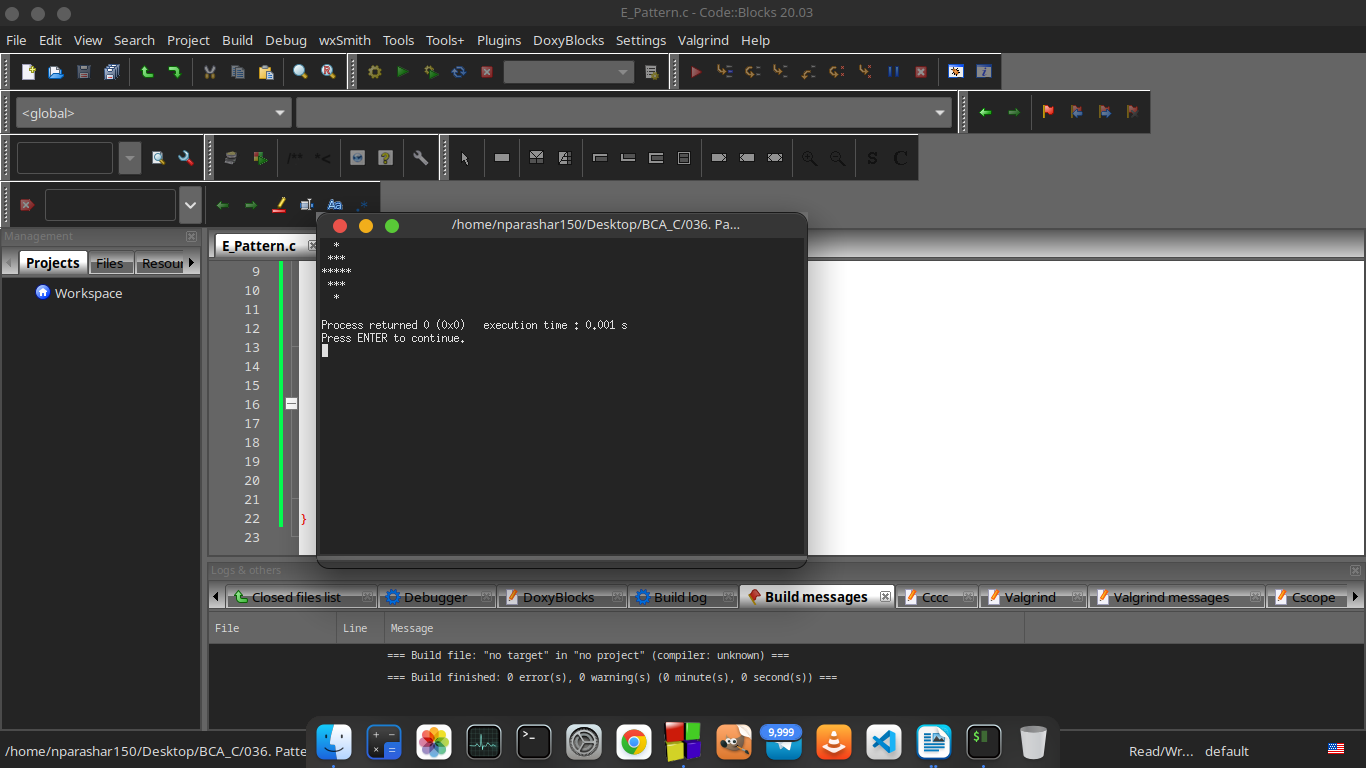 E_Pattern.c - Code::Blocks 20.03
File Edit View Search Project Build Debug wxSmith Tools Tools+ Plugins DoxyBlocks Settings Valgrind Help
<global>
/** *<
S C
Aa .*
Management
Projects Files Resour
Workspace
E_Pattern.c
/home/nparashar150/Desktop/BCA_C/036. Pa...
*
***
*****
***
*
Process returned 0 (0x0) execution time : 0.001 s
Press ENTER to continue.
9
10
11
12
13
14
15
16
17
18
19
20
21
22 }
23
Logs & others
Closed files list Debugger DoxyBlocks Build log Build messages Cccc Valgrind Valgrind messages Cscope
File Line Message
=== Build file: "no target" in "no project" (compiler: unknown) ===
=== Build finished: 0 error(s), 0 warning(s) (0 minute(s), 0 second(s)) ===
9,999
>_
$
/home/nparashar150/Desktop/BCA_C/036. Patte
Read/Wr... default